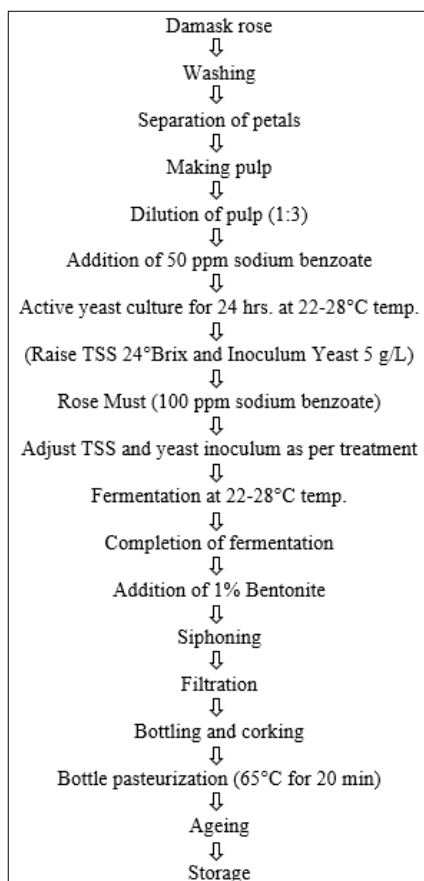 Damask rose
⇩
Washing
⇩
Separation of petals
⇩
Making pulp
⇩
Dilution of pulp (1:3)
⇩
Addition of 50 ppm sodium benzoate
⇩
Active yeast culture for 24 hrs. at 22-28°C temp.
⇩
(Raise TSS 24°Brix and Inoculum Yeast 5 g/L)
⇩
Rose Must (100 ppm sodium benzoate)
⇩
Adjust TSS and yeast inoculum as per treatment
⇩
Fermentation at 22-28°C temp.
⇩
Completion of fermentation
⇩
Addition of 1% Bentonite
⇩
Siphoning
⇩
Filtration
⇩
Bottling and corking
⇩
Bottle pasteurization (65°C for 20 min)
⇩
Ageing
⇩
Storage